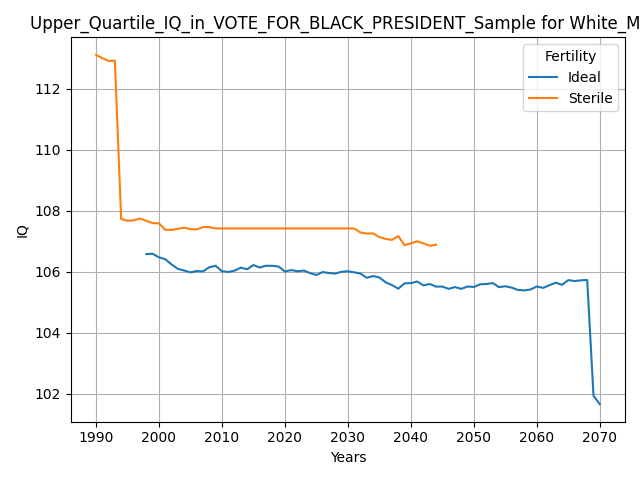 Upper_Quartile_IQ_in_VOTE_FOR_BLACK_PRESIDENT_Sample for White_M
Fertility
Ideal
Sterile
IQ
112
110
108
106
104
102
1990 2000 2010 2020 2030 2040 2050 2060 2070
Years